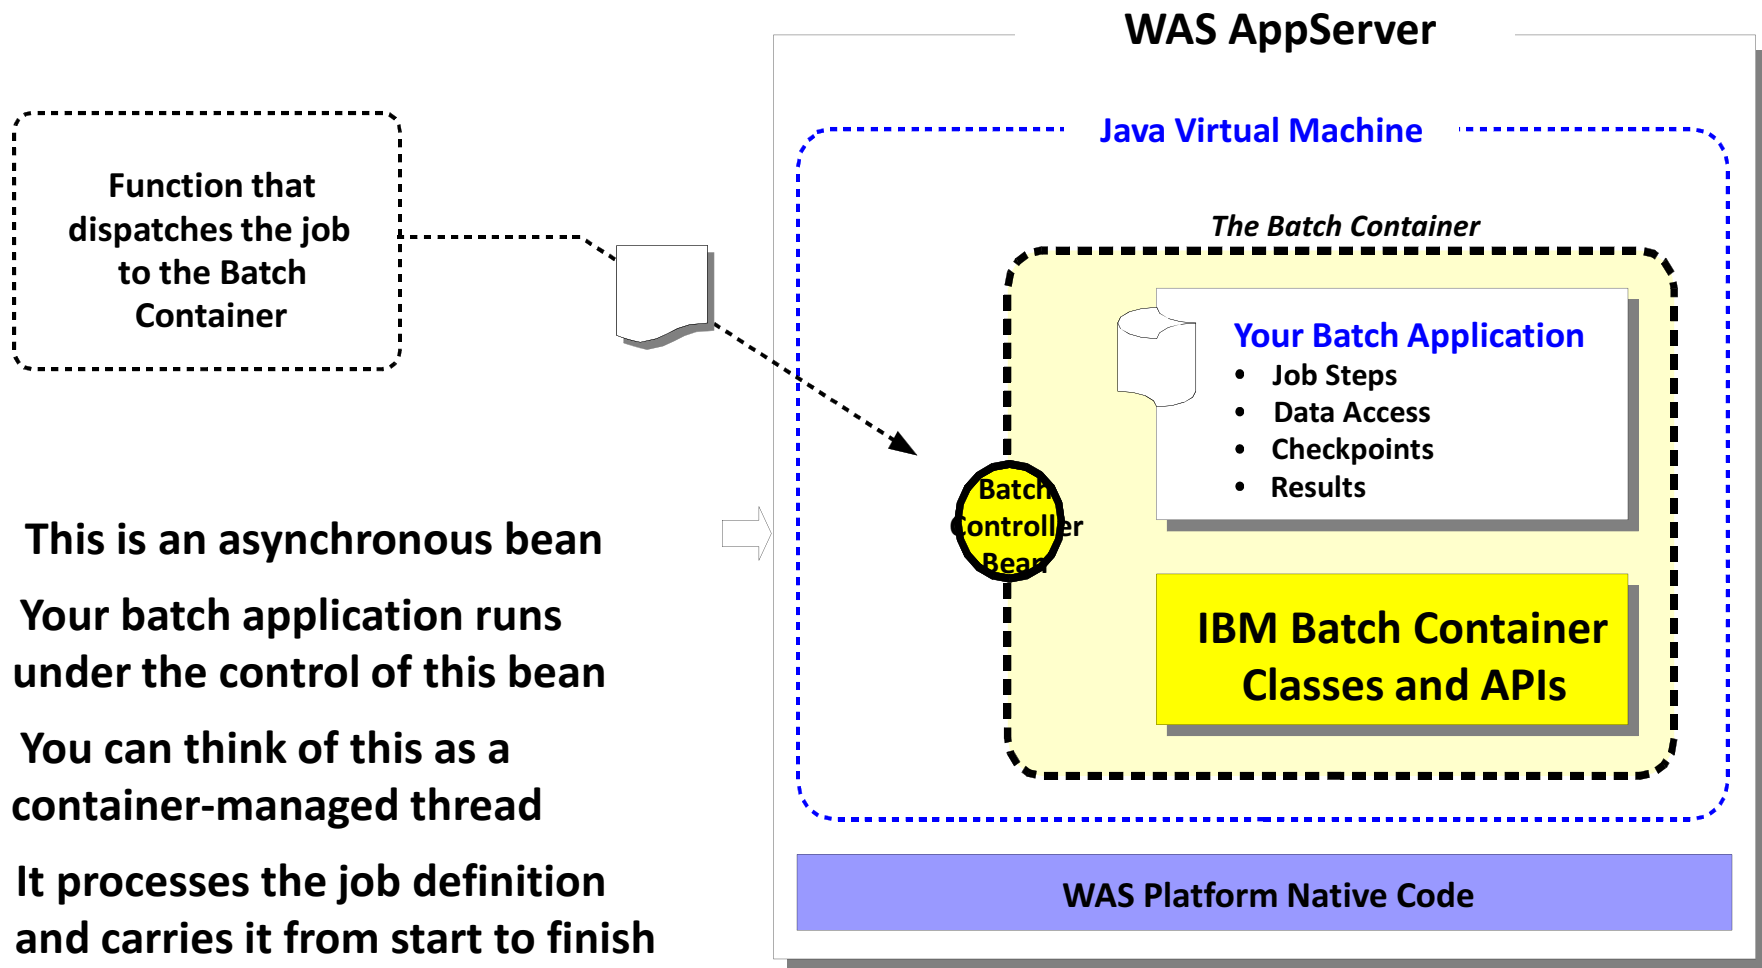 WAS AppServer
Java Virtual Machine
Function that
dispatches the job
to the Batch
Container
The Batch Container
Your Batch Application
• Job Steps
• Data Access
• Checkpoints
• Results
Batch
Controller
Bean
This is an asynchronous bean
Your batch application runs
under the control of this bean
You can think of this as a
container-managed thread
It processes the job definition
and carries it from start to finish
IBM Batch Container
Classes and APIs
WAS Platform Native Code